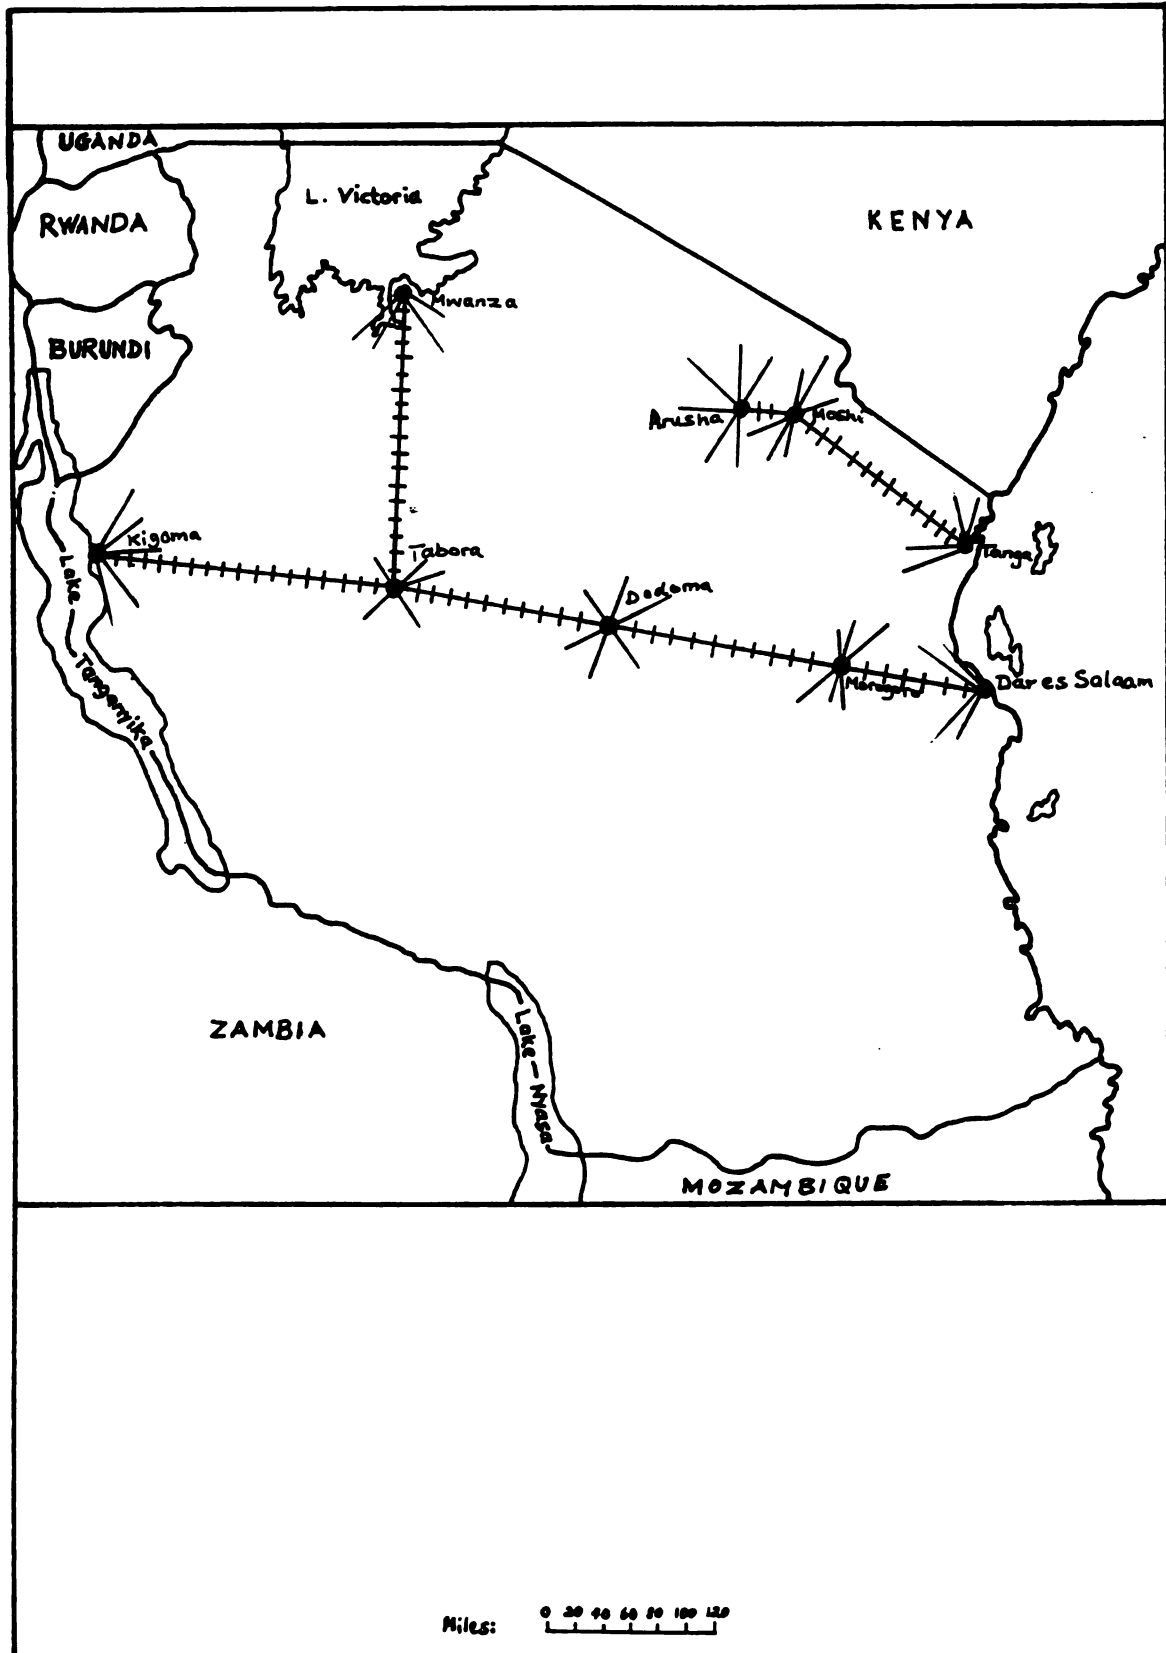 UGANDA
L. Victoria
RWANDA
KENYA
Mwanza
BURUNDI
Arusha
Moshi
Kigoma
Tabora
Tanga
Lake
Dodoma
Tanganyika
Morogoro
Dar es Salaam
ZAMBIA
Lake
Nyasa
MOZAMBIQUE
Miles: 0 20 40 60 80 100 120